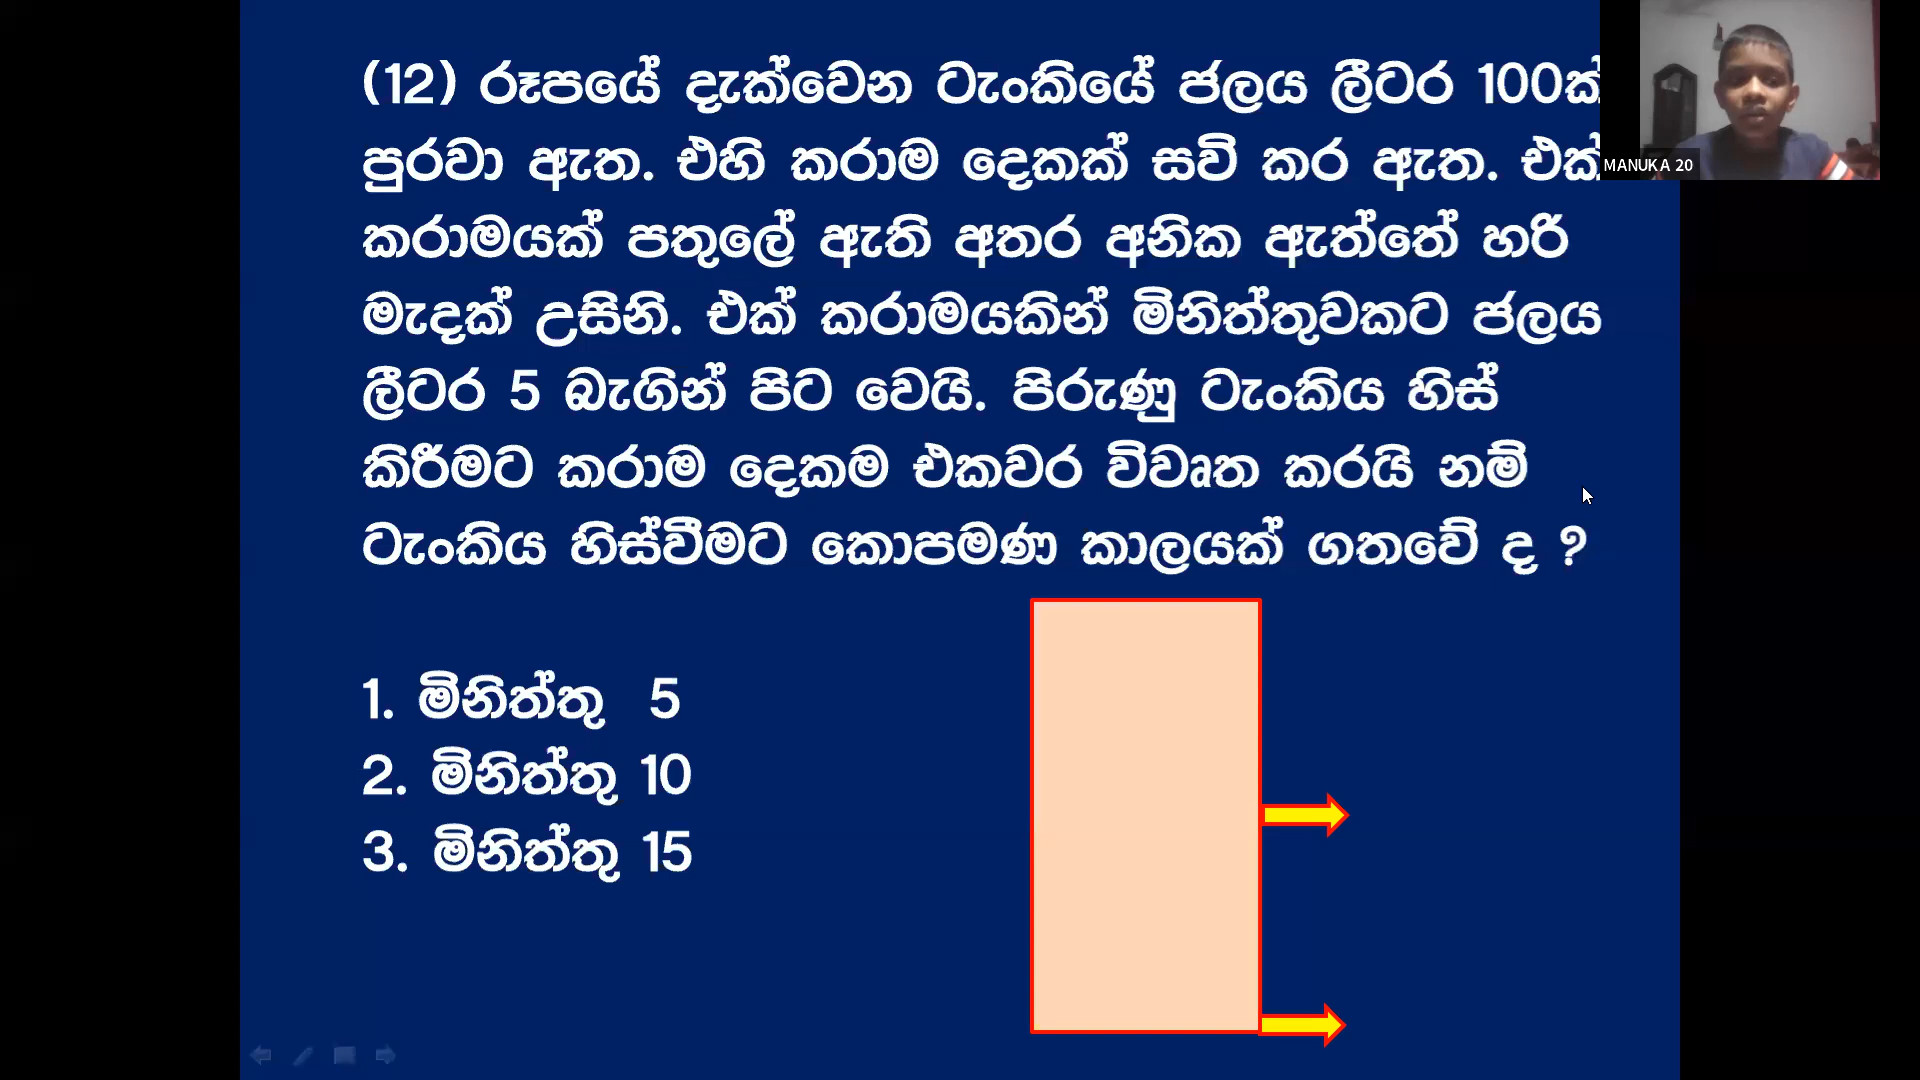 (12) රූපයේ දැක්වෙන ටැංකියේ ජලය ලීටර 100ක්
පුරවා ඇත. එහි කරාම දෙකක් සවි කර ඇත. එක්
කරාමයක් පතුලේ ඇති අතර අනික ඇත්තේ හරි
මැදක් උසිනි. එක් කරාමයකින් මිනිත්තුවකට ජලය
ලීටර 5 බැගින් පිට වෙයි. පිරුණු ටැංකිය හිස්
කිරීමට කරාම දෙකම එකවර විවෘත කරයි නම්
ටැංකිය හිස්වීමට කොපමණ කාලයක් ගතවේ ද ?
1. මිනිත්තු 5
2. මිනිත්තු 10
3. මිනිත්තු 15
MANUKA 20